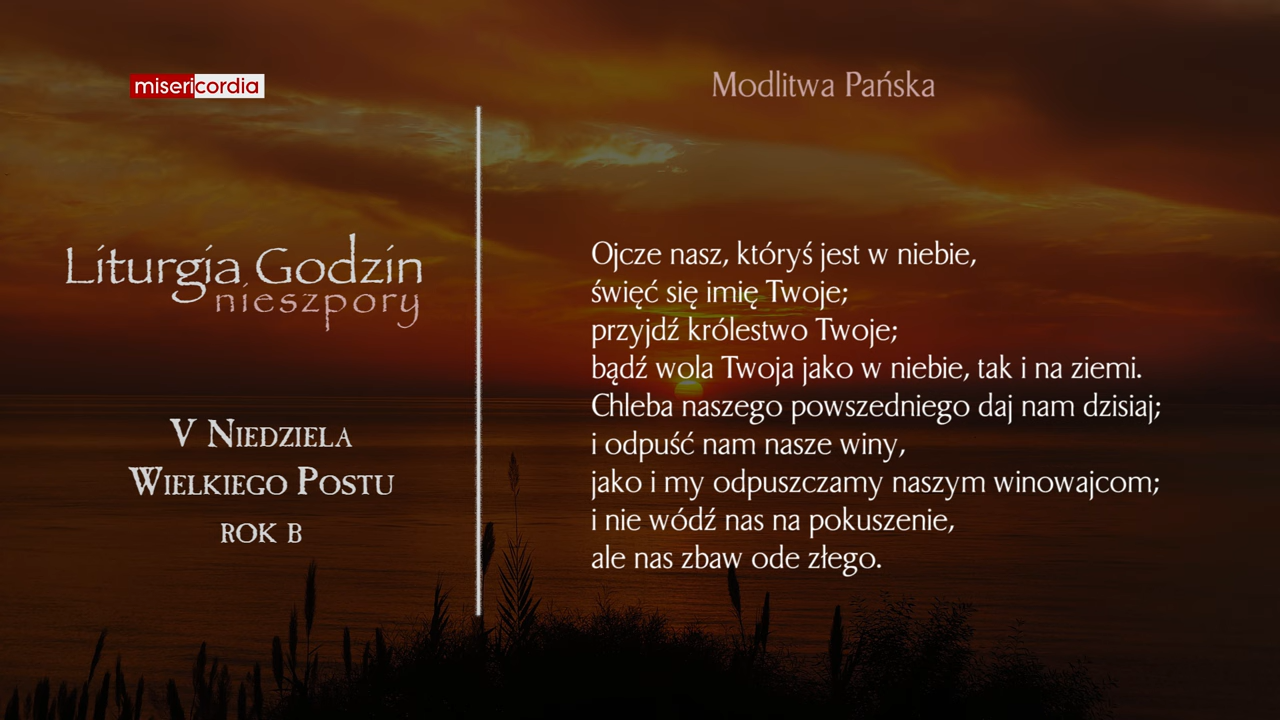 misericordia
Liturgia Godzin
nieszpory
V Niedziela
Wielkiego Postu
rok B
Modlitwa Pańska
Ojcze nasz, któryś jest w niebie,
święć się imię Twoje;
przyjdź królestwo Twoje;
bądź wola Twoja jako w niebie, tak i na ziemi.
Chleba naszego powszedniego daj nam dzisiaj;
i odpuść nam nasze winy,
jako i my odpuszczamy naszym winowajcom;
i nie wódź nas na pokuszenie,
ale nas zbaw ode złego.